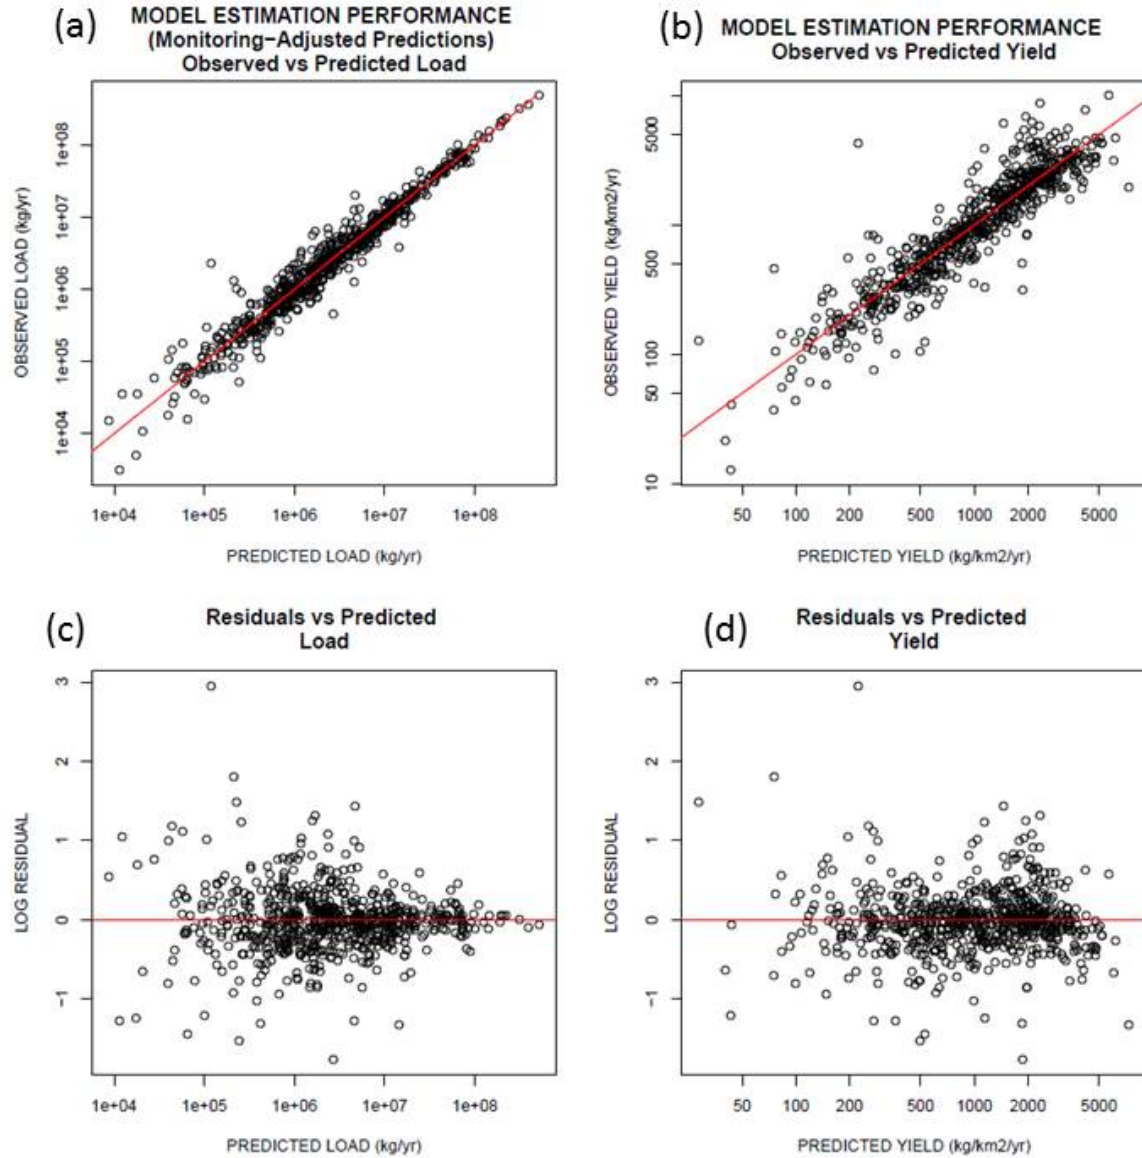 (a)
MODEL ESTIMATION PERFORMANCE
(Monitoring−Adjusted Predictions)
Observed vs Predicted Load
OBSERVED LOAD (kg/yr)
1e+08
1e+07
1e+06
1e+05
1e+04
1e+04 1e+05 1e+06 1e+07 1e+08
PREDICTED LOAD (kg/yr)
(b)
MODEL ESTIMATION PERFORMANCE
Observed vs Predicted Yield
OBSERVED YIELD (kg/km2/yr)
5000
500
100
50
10
50 100 200 500 1000 2000 5000
PREDICTED YIELD (kg/km2/yr)
(c)
Residuals vs Predicted
Load
LOG RESIDUAL
3
2
1
0
−1
1e+04 1e+05 1e+06 1e+07 1e+08
PREDICTED LOAD (kg/yr)
(d)
Residuals vs Predicted
Yield
LOG RESIDUAL
3
2
1
0
−1
50 100 200 500 1000 2000 5000
PREDICTED YIELD (kg/km2/yr)